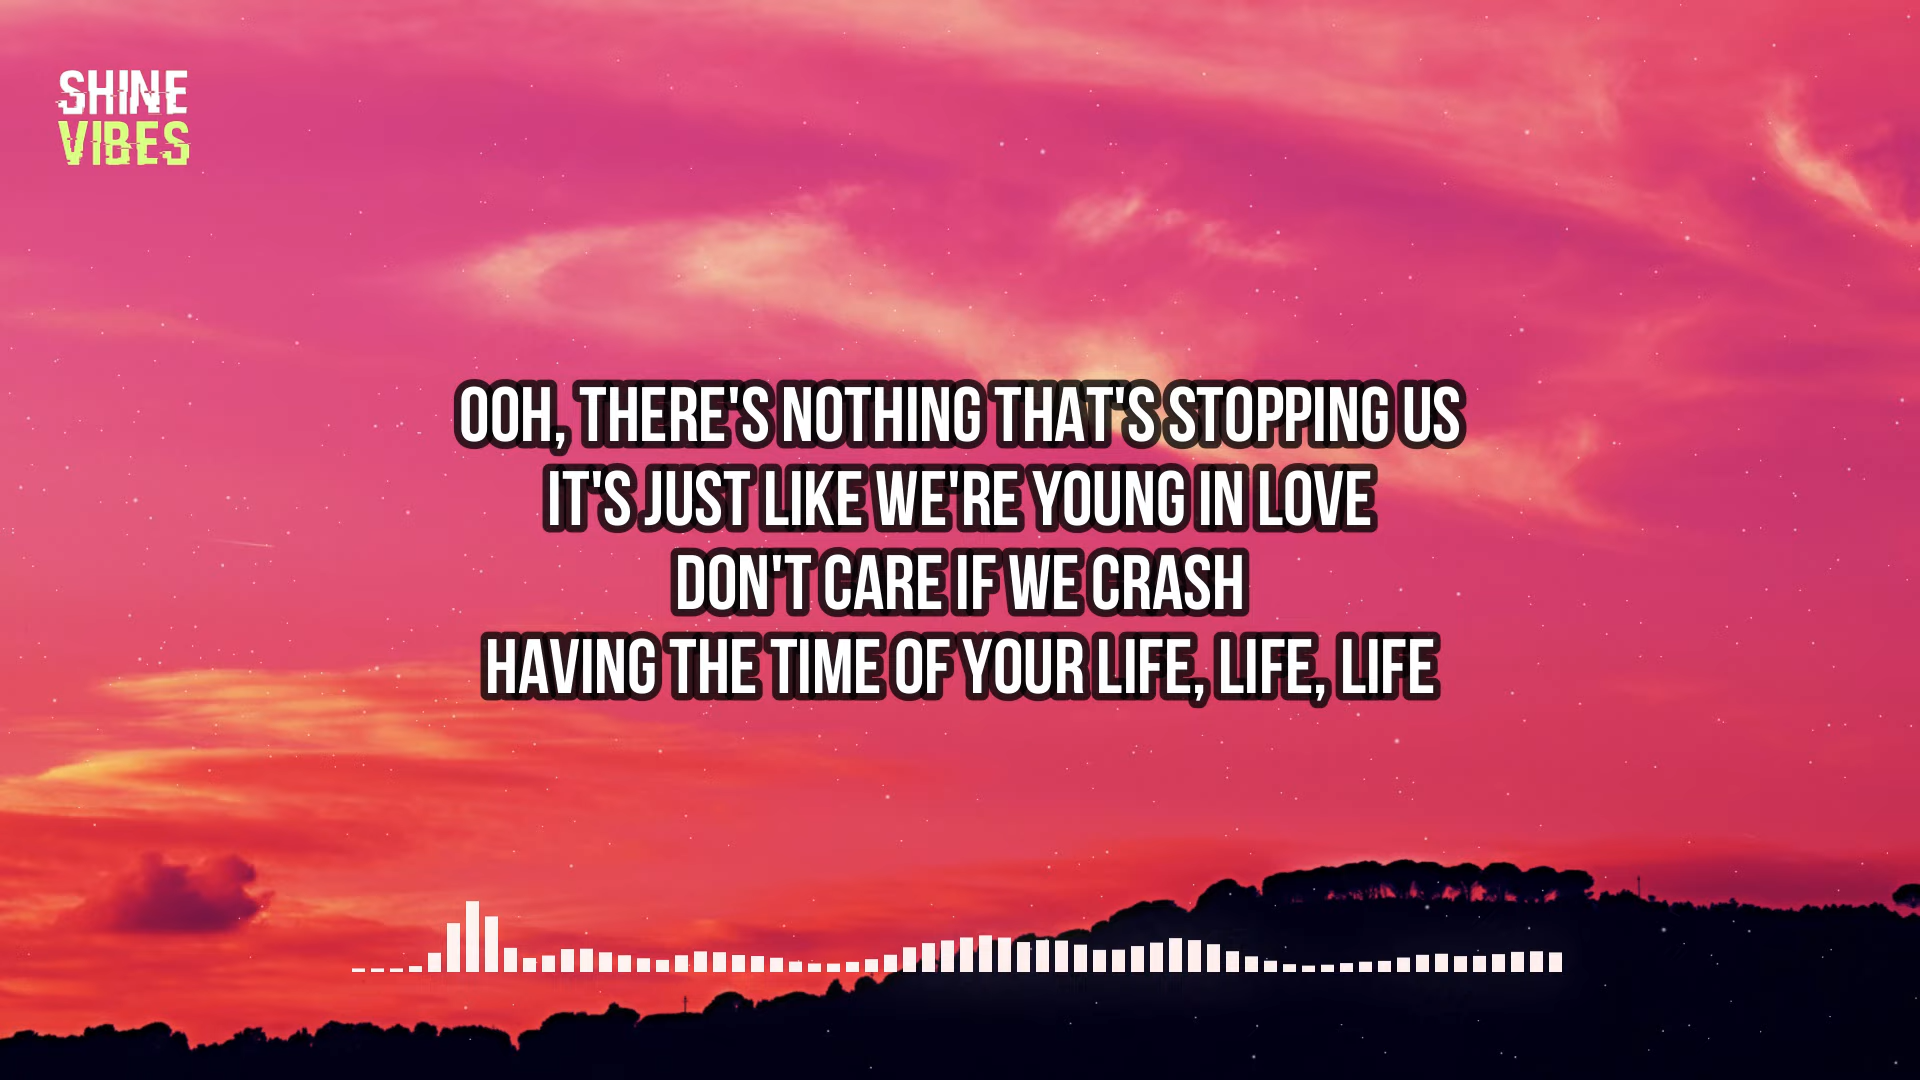 SHINE
VIBES
OOH, THERE'S NOTHING THAT'S STOPPING US
IT'S JUST LIKE WE'RE YOUNG IN LOVE
DON'T CARE IF WE CRASH
HAVING THE TIME OF YOUR LIFE, LIFE, LIFE